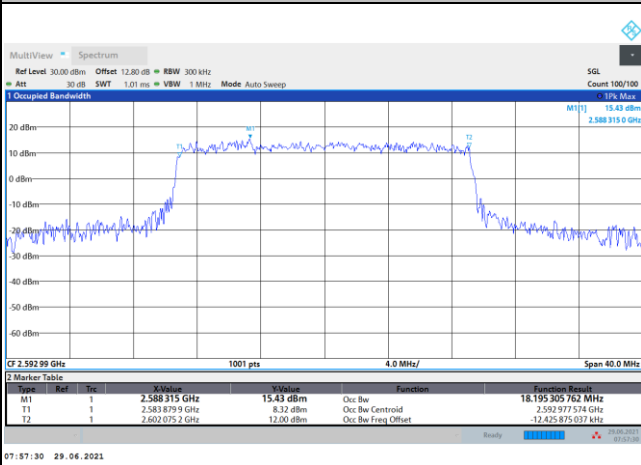 MultiView Spectrum
Ref Level 30.00 dBm Offset 12.80 dB RBW 300 kHz SGL
Att 30 dB SWT 1.01 ms VBW 1 MHz Mode Auto Sweep Count 100/100
1 Occupied Bandwidth 1Pk Max
M1[1] 15.43 dBm
2.588 315 0 GHz
20 dBm
M1
T1
T2
10 dBm
0 dBm
-10 dBm
-20 dBm
-30 dBm
-40 dBm
-50 dBm
-60 dBm
CF 2.592 99 GHz 1001 pts 4.0 MHz/ Span 40.0 MHz
2 Marker Table
Type Ref Trc X-Value Y-Value Function Function Result
M1 1 2.588 315 GHz 15.43 dBm Occ Bw 18.195 305 762 MHz
T1 1 2.583 879 9 GHz 8.32 dBm Occ Bw Centroid 2.592 977 574 GHz
T2 1 2.602 075 2 GHz 12.00 dBm Occ Bw Freq Offset -12.425 875 037 kHz
Ready 29.06.2021
07:57:30
07:57:30 29.06.2021